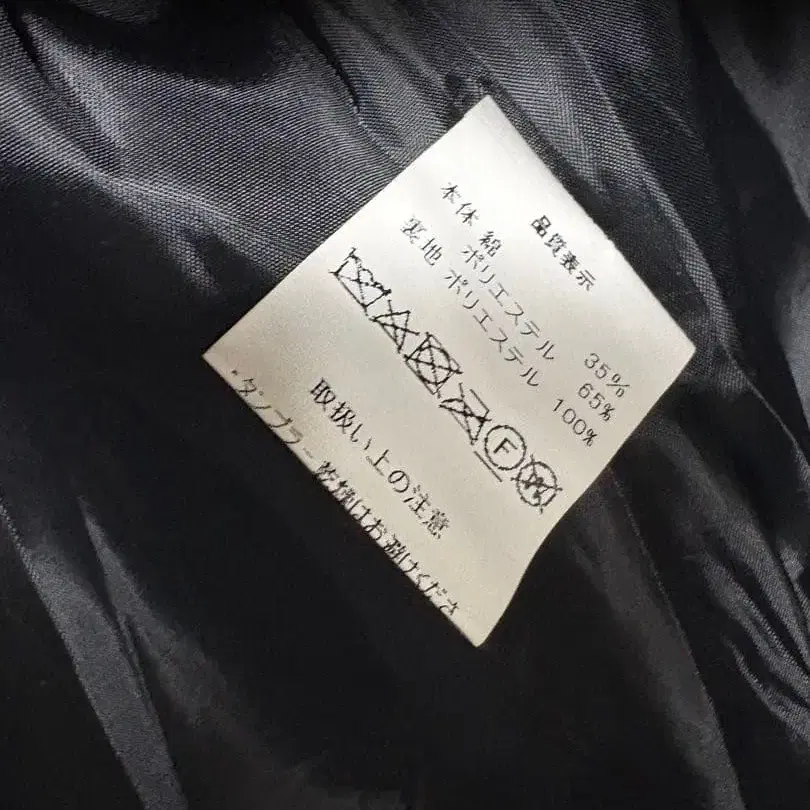 品質表示
本体 綿 35%
ポリエステル 65%
裏地 ポリエステル 100%
F
W
取扱い上の注意
・タンブラー乾燥はお避けくださ